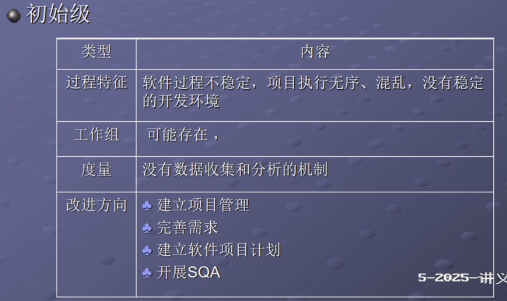 初始级
类型 内容
过程特征 软件过程不稳定，项目执行无序、混乱，没有稳定
的开发环境
工作组 可能存在，
度量 没有数据收集和分析的机制
改进方向 ♣ 建立项目管理
♣ 完善需求
♣ 建立软件项目计划
♣ 开展SQA
5-2025-讲义